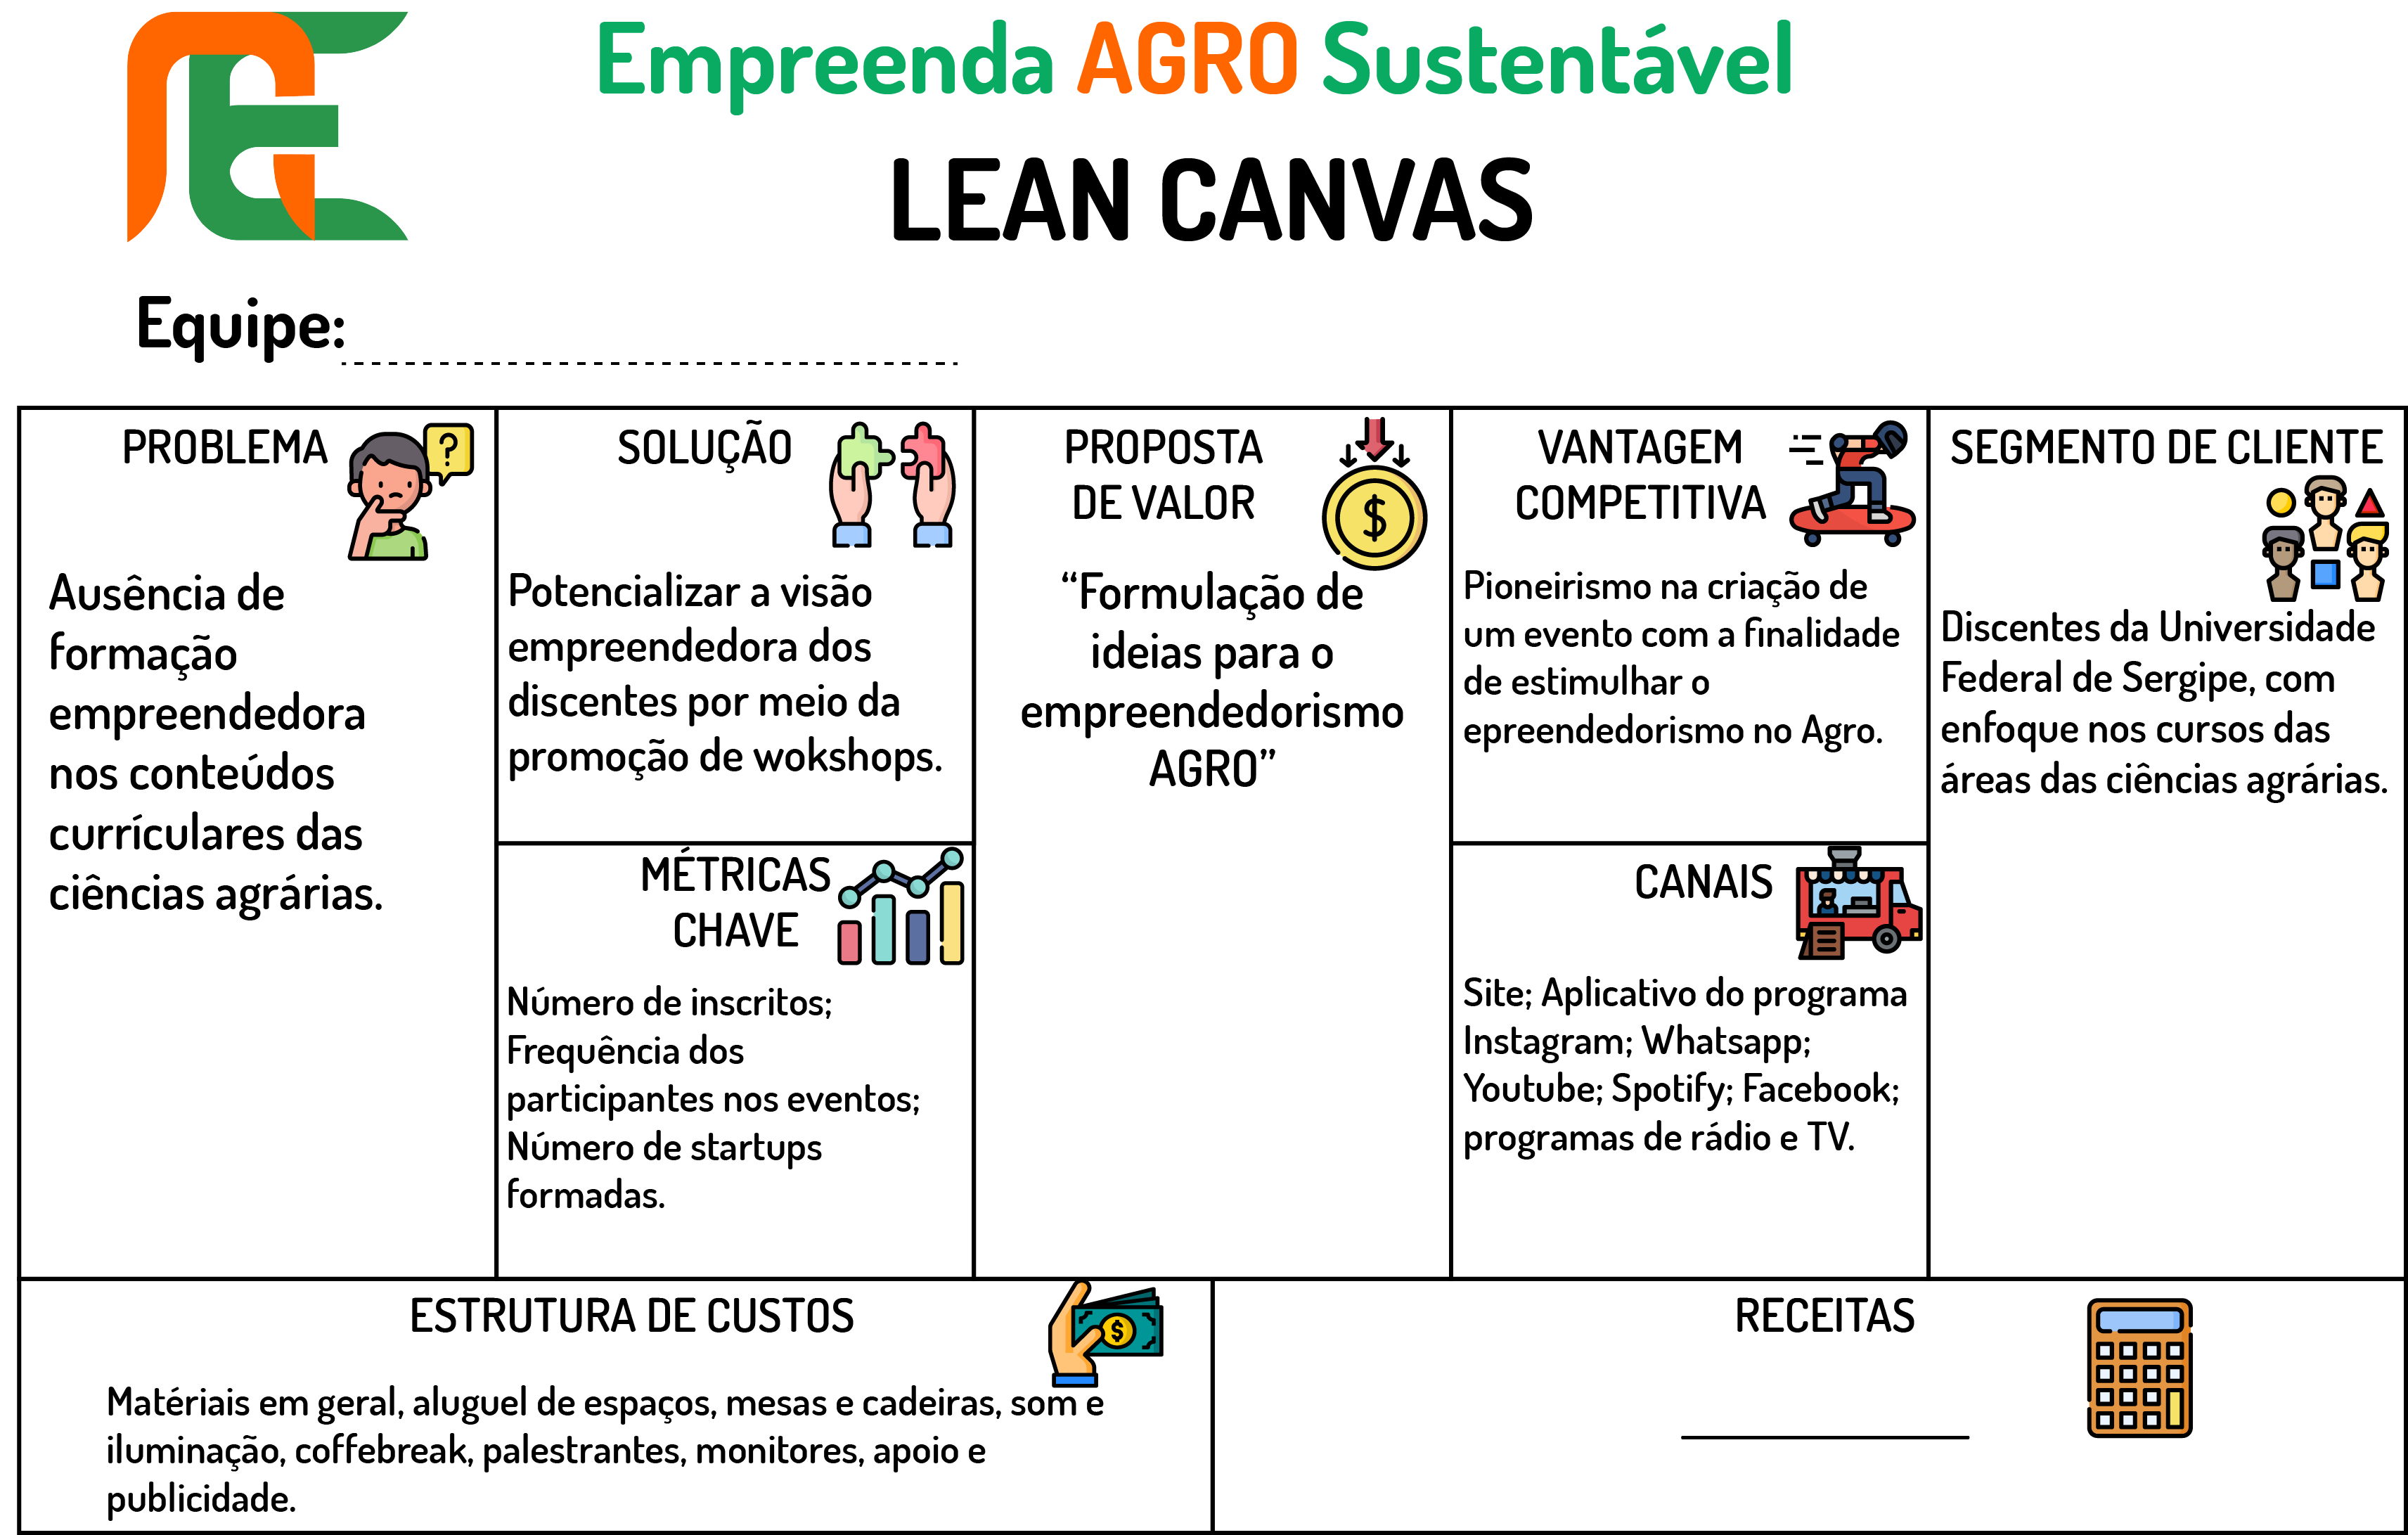 Empreenda AGRO Sustentável
LEAN CANVAS
Equipe:
PROBLEMA
?
Ausência de
formação
empreendedora
nos conteúdos
currículares das
ciências agrárias.
SOLUÇÃO
Potencializar a visão
empreendedora dos
discentes por meio da
promoção de wokshops.
MÉTRICAS
CHAVE
Número de inscritos;
Frequência dos
participantes nos eventos;
Número de startups
formadas.
PROPOSTA
DE VALOR
$
“Formulação de
ideias para o
empreendedorismo
AGRO”
VANTAGEM
COMPETITIVA
Pioneirismo na criação de
um evento com a finalidade
de estimulhar o
epreendedorismo no Agro.
CANAIS
Site; Aplicativo do programa
Instagram; Whatsapp;
Youtube; Spotify; Facebook;
programas de rádio e TV.
SEGMENTO DE CLIENTE
Discentes da Universidade
Federal de Sergipe, com
enfoque nos cursos das
áreas das ciências agrárias.
ESTRUTURA DE CUSTOS
$
Matériais em geral, aluguel de espaços, mesas e cadeiras, som e
iluminação, coffebreak, palestrantes, monitores, apoio e
publicidade.
RECEITAS